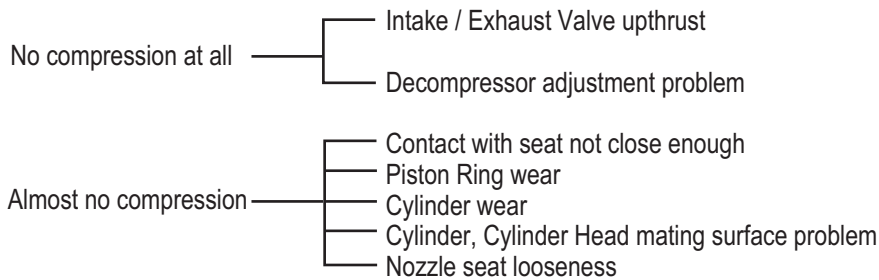 No compression at all
Intake / Exhaust Valve upthrust
Decompressor adjustment problem
Almost no compression
Contact with seat not close enough
Piston Ring wear
Cylinder wear
Cylinder, Cylinder Head mating surface problem
Nozzle seat looseness